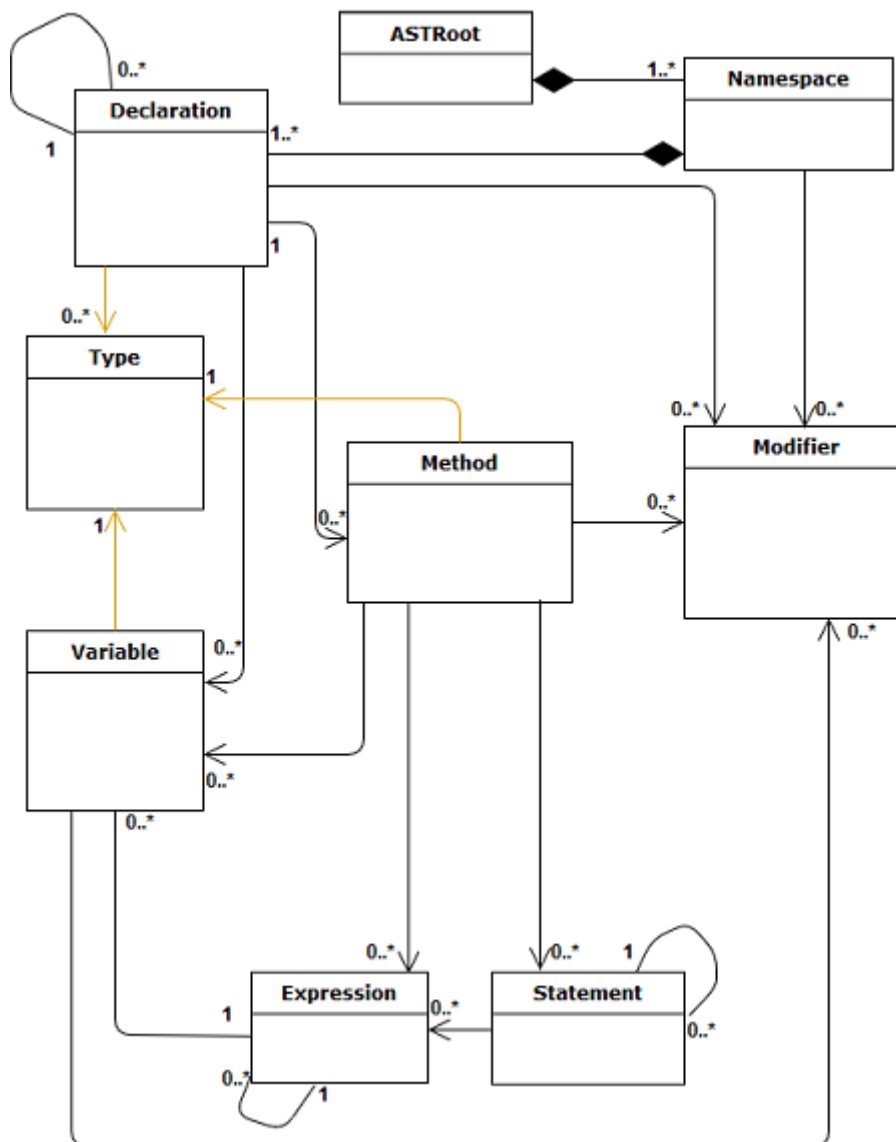 ASTRoot
0..*
1..*
Namespace
Declaration
1
1..*
1
0..*
Type
1
0..*
0..*
Modifier
Method
0..*
0..*
1
0..*
Variable
0..*
0..*
0..*
1
0..*
0..*
Expression
Statement
0..*
1
0..*
0..*
1